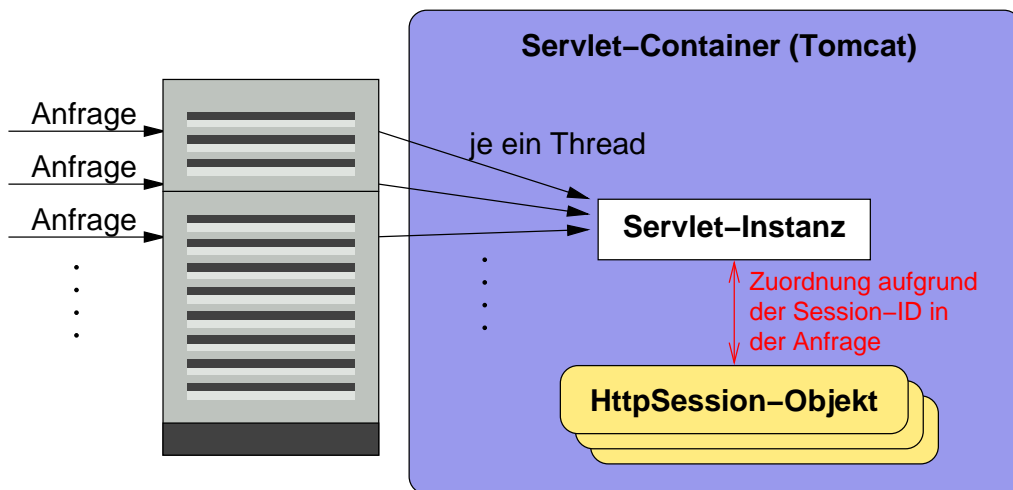 Servlet−Container (Tomcat)
Anfrage
je ein Thread
Anfrage
Anfrage
Servlet−Instanz
Zuordnung aufgrund
der Session−ID in
der Anfrage
HttpSession−Objekt